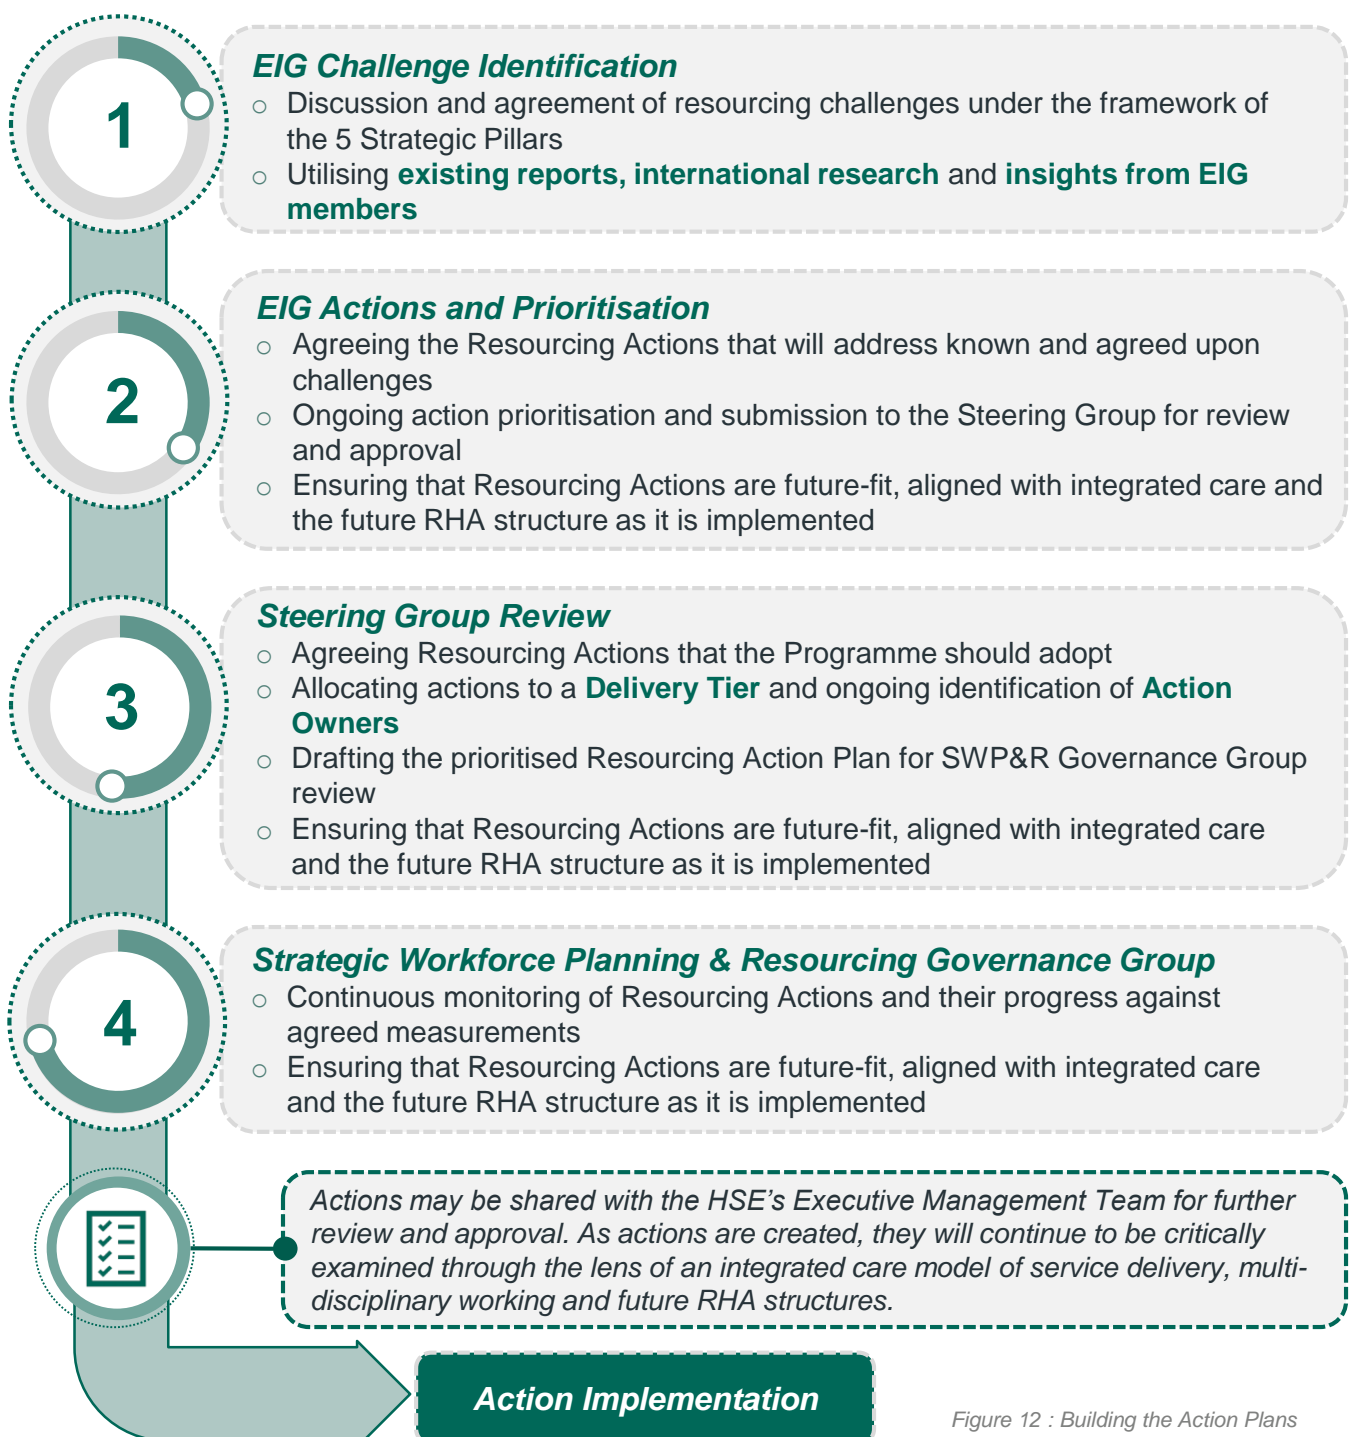 1
EIG Challenge Identification
○ Discussion and agreement of resourcing challenges under the framework of
the 5 Strategic Pillars
○ Utilising existing reports, international research and insights from EIG
members
2
EIG Actions and Prioritisation
○ Agreeing the Resourcing Actions that will address known and agreed upon
challenges
○ Ongoing action prioritisation and submission to the Steering Group for review
and approval
○ Ensuring that Resourcing Actions are future-fit, aligned with integrated care and
the future RHA structure as it is implemented
3
Steering Group Review
○ Agreeing Resourcing Actions that the Programme should adopt
○ Allocating actions to a Delivery Tier and ongoing identification of Action
Owners
○ Drafting the prioritised Resourcing Action Plan for SWP&R Governance Group
review
○ Ensuring that Resourcing Actions are future-fit, aligned with integrated care
and the future RHA structure as it is implemented
4
Strategic Workforce Planning & Resourcing Governance Group
○ Continuous monitoring of Resourcing Actions and their progress against
agreed measurements
○ Ensuring that Resourcing Actions are future-fit, aligned with integrated care
and the future RHA structure as it is implemented
Actions may be shared with the HSE's Executive Management Team for further
review and approval. As actions are created, they will continue to be critically
examined through the lens of an integrated care model of service delivery, multi-
disciplinary working and future RHA structures.
Action Implementation
Figure 12 : Building the Action Plans